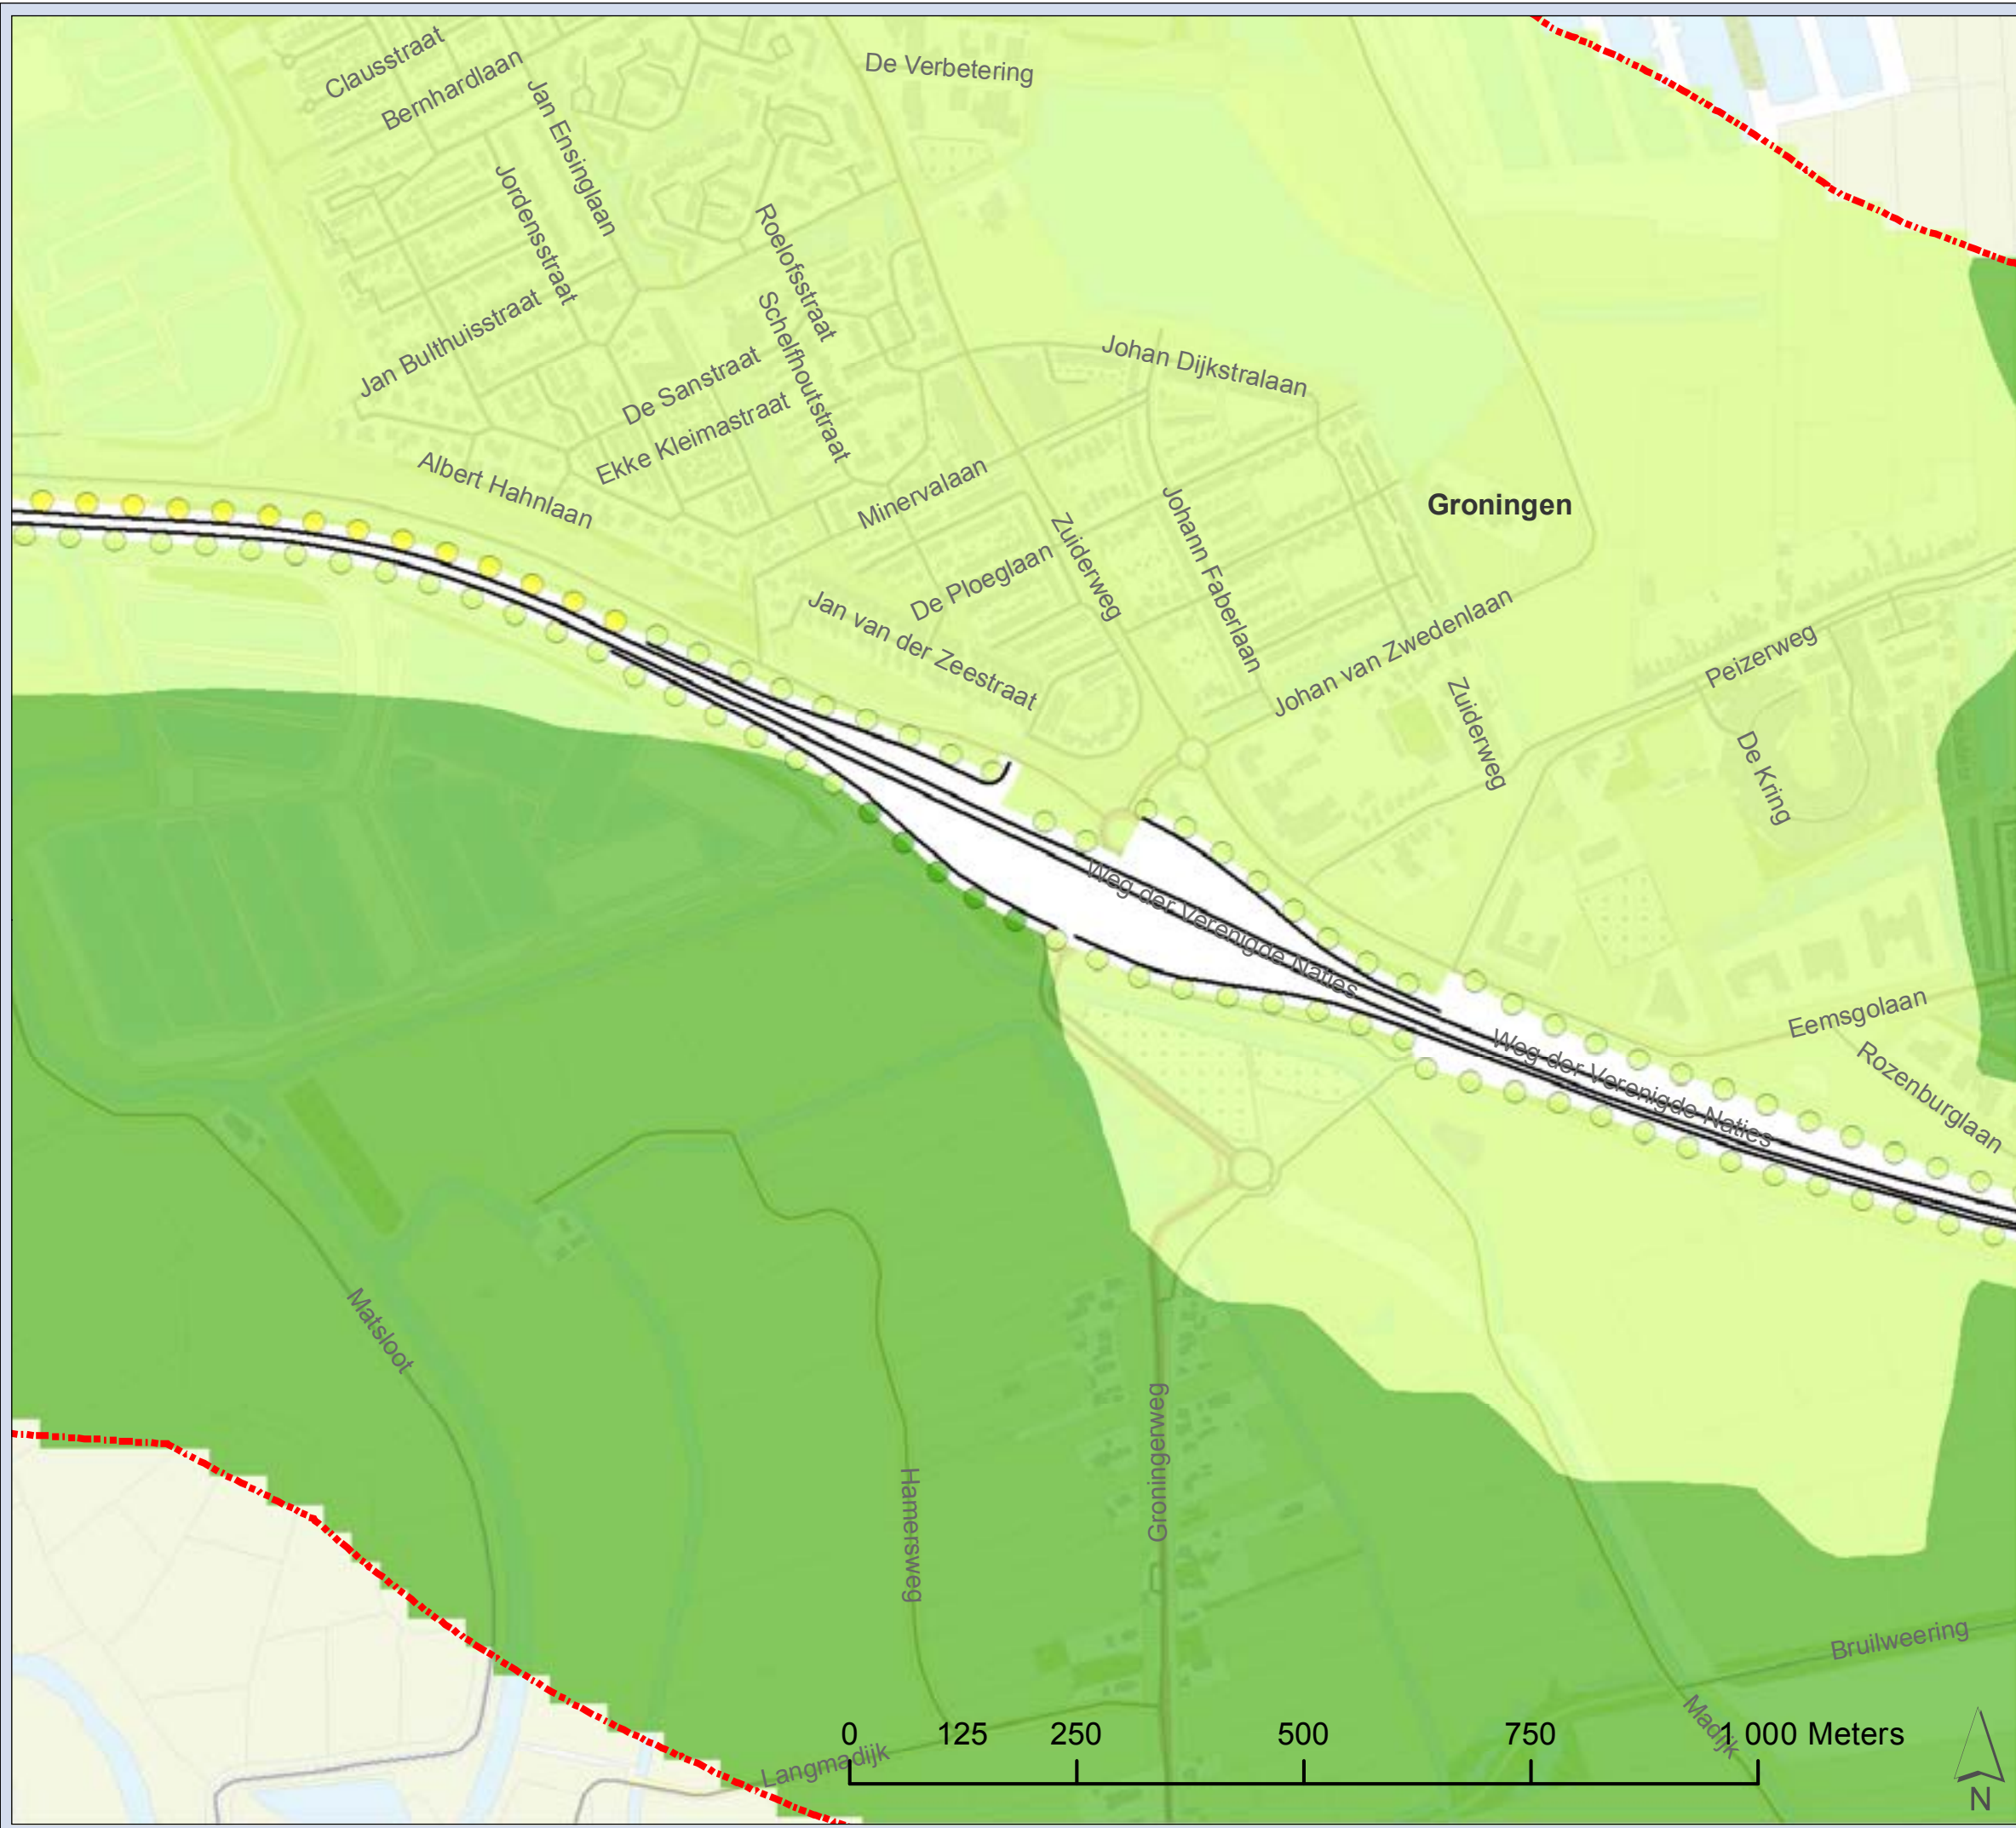 Clausstraat
Bernhardlaan
De Verbetering
Jan Ensinglaan
Jordensstraat
Roelofsstraat
Jan Bulthuisstraat
Schelfhoutstraat
De Sanstraat
Johan Dijkstralaan
Ekke Kleimastraat
Albert Hahnlaan
Minervalaan
Groningen
Johann Faberlaan
Zuiderweg
De Ploeglaan
Jan van der Zeestraat
Johan van Zwedenlaan
Peizerweg
Zuiderweg
De Kring
Weg der Verenigde Naties
Eemsgolaan
Weg der Verenigde Naties
Rozenburglaan
Matsloot
Groningerweg
Hamersweg
Bruilweering
Madijk
Langmadijk
0 125 250 500 750 1 000 Meters
N